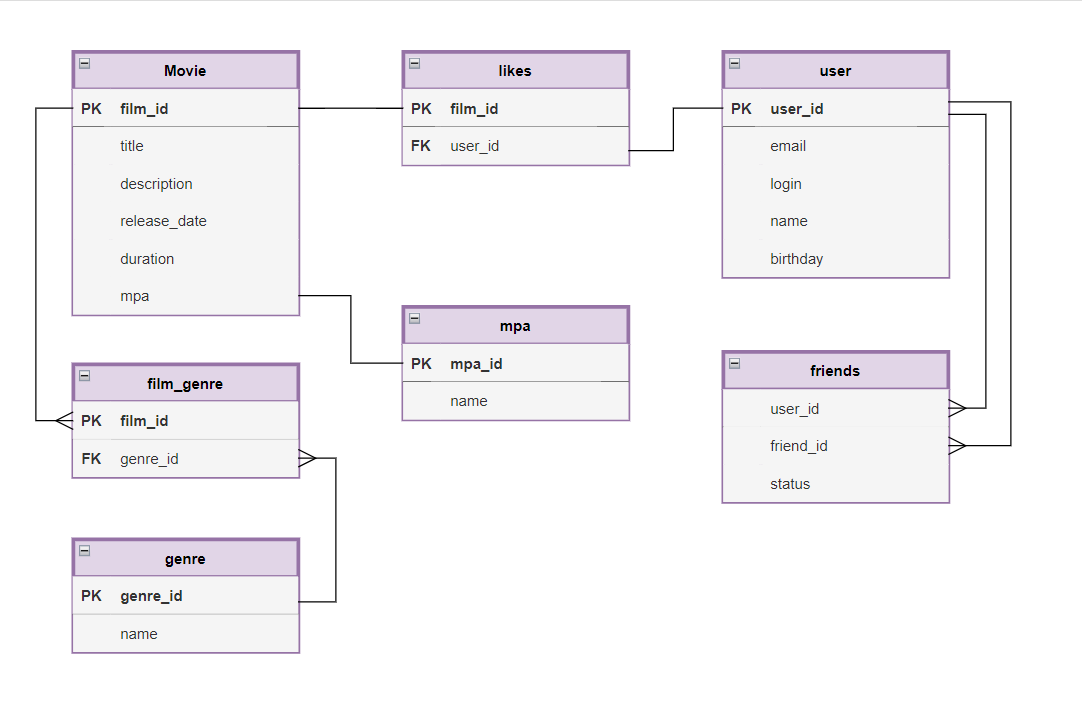 Movie
PK film_id
title
description
release_date
duration
mpa
likes
PK film_id
FK user_id
user
PK user_id
email
login
name
birthday
mpa
PK mpa_id
name
friends
user_id
friend_id
status
film_genre
PK film_id
FK genre_id
genre
PK genre_id
name